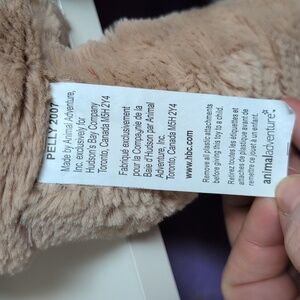 PELLY 2007
Made by Animal Adventure,
Inc. exclusively for
Hudson's Bay Company
Toronto, Canada M5H 2Y4
Fabriqué exclusivement
pour la Compagnie de la
Baie d'Hudson par Animal
Adventure, Inc.
Toronto, Canada M5H 2Y4
www.hbc.com
Remove all plastic attachments
before giving this toy to a child.
Retirez toutes les étiquettes et
attaches de plastique avant de
remettre ce jouet à un enfant.
animaladventure